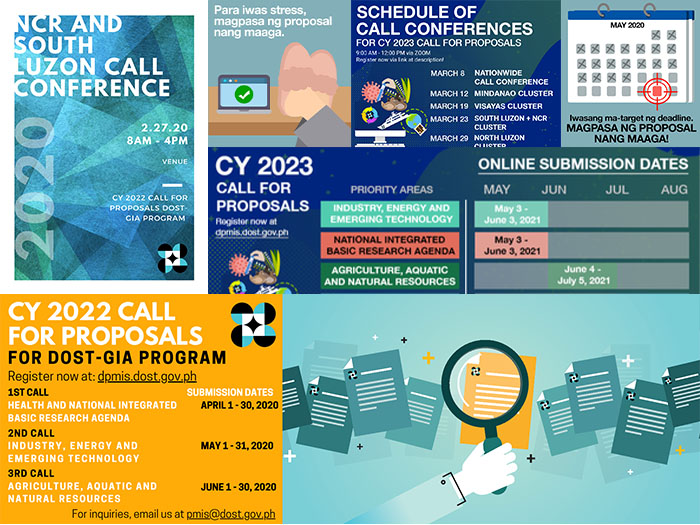 NCR AND
SOUTH
LUZON CALL
CONFERENCE
2020
2.27.20
8AM - 4PM
VENUE
CY 2022 CALL FOR
PROPOSALS DOST-
GIA PROGRAM
Para iwas stress,
magpasa ng proposal
nang maaga.
SCHEDULE OF
CALL CONFERENCES
FOR CY 2023 CALL FOR PROPOSALS
9:00 AM - 12:00 PM via ZOOM
Register now via link at description!
MARCH 8 NATIONWIDE
CALL CONFERENCE
MARCH 12 MINDANAO CLUSTER
MARCH 19 VISAYAS CLUSTER
MARCH 23 SOUTH LUZON + NCR
CLUSTER
MARCH 29 NORTH LUZON
CLUSTER
MAY 2020
Iwasang ma-target ng deadline.
MAGPASA NG PROPOSAL
NANG MAAGA!
CY 2023
CALL FOR
PROPOSALS
Register now at
dpmis.dost.gov.ph
PRIORITY AREAS
ONLINE SUBMISSION DATES
MAY JUN JUL AUG
INDUSTRY, ENERGY AND
EMERGING TECHNOLOGY
May 3 -
June 3, 2021
NATIONAL INTEGRATED
BASIC RESEARCH AGENDA
May 3 -
June 3, 2021
AGRICULTURE, AQUATIC
AND NATURAL RESOURCES
June 4 -
July 5, 2021
CY 2022 CALL
FOR PROPOSALS
FOR DOST-GIA PROGRAM
Register now at: dpmis.dost.gov.ph
1ST CALL SUBMISSION DATES
HEALTH AND NATIONAL INTEGRATED APRIL 1 - 30, 2020
BASIC RESEARCH AGENDA
2ND CALL
INDUSTRY, ENERGY AND MAY 1 - 31, 2020
EMERGING TECHNOLOGY
3RD CALL
AGRICULTURE, AQUATIC AND JUNE 1 - 30, 2020
NATURAL RESOURCES
For inquiries, email us at pmis@dost.gov.ph